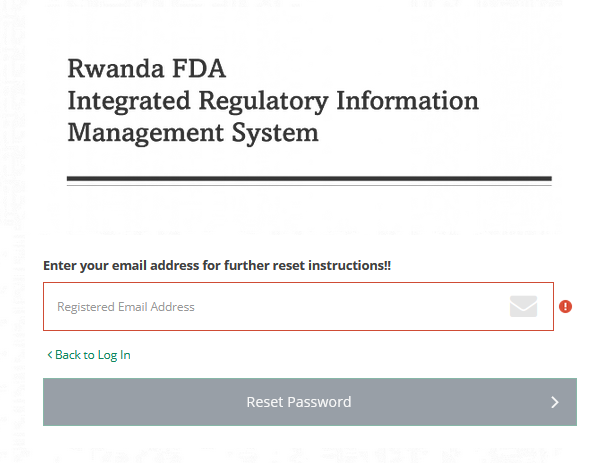 Rwanda FDA
Integrated Regulatory Information
Management System
Enter your email address for further reset instructions!!
Registered Email Address
Back to Log In
Reset Password